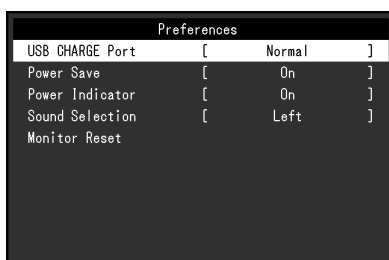 Preferences
USB CHARGE Port [ Normal ]
Power Save [ On ]
Power Indicator [ On ]
Sound Selection [ Left ]
Monitor Reset